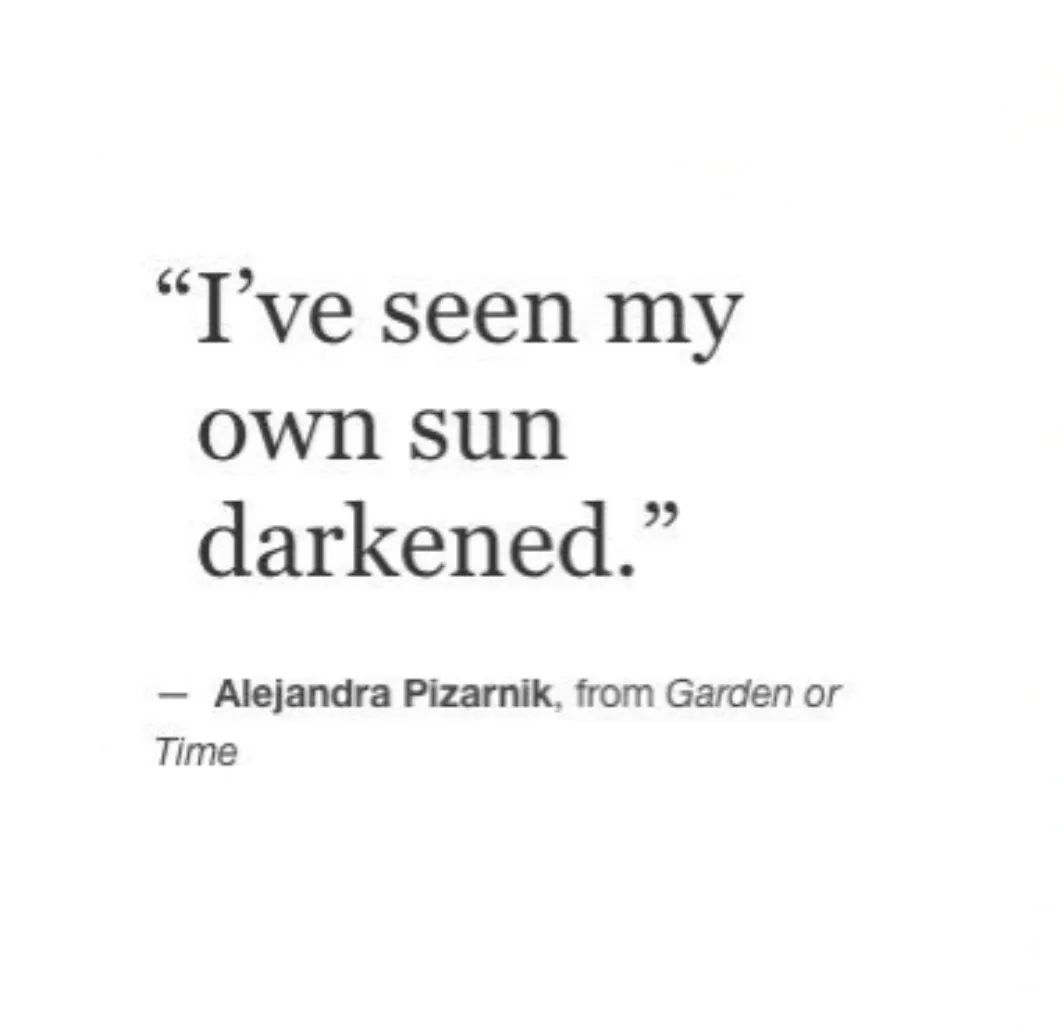 “I’ve seen my
own sun
darkened.”
— Alejandra Pizarnik, from Garden or
Time